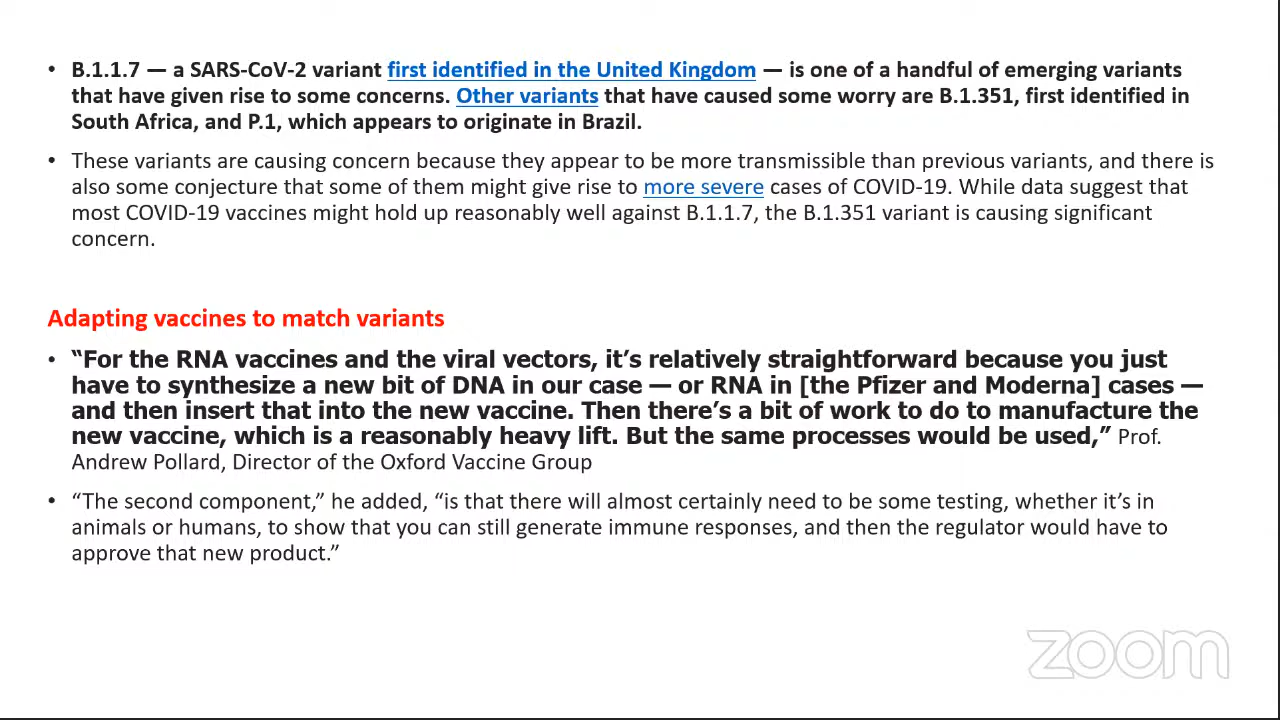 • B.1.1.7 — a SARS-CoV-2 variant first identified in the United Kingdom — is one of a handful of emerging variants
that have given rise to some concerns. Other variants that have caused some worry are B.1.351, first identified in
South Africa, and P.1, which appears to originate in Brazil.
• These variants are causing concern because they appear to be more transmissible than previous variants, and there is
also some conjecture that some of them might give rise to more severe cases of COVID-19. While data suggest that
most COVID-19 vaccines might hold up reasonably well against B.1.1.7, the B.1.351 variant is causing significant
concern.
Adapting vaccines to match variants
• “For the RNA vaccines and the viral vectors, it’s relatively straightforward because you just
have to synthesize a new bit of DNA in our case — or RNA in [the Pfizer and Moderna] cases —
and then insert that into the new vaccine. Then there’s a bit of work to do to manufacture the
new vaccine, which is a reasonably heavy lift. But the same processes would be used,” Prof.
Andrew Pollard, Director of the Oxford Vaccine Group
• “The second component,” he added, “is that there will almost certainly need to be some testing, whether it’s in
animals or humans, to show that you can still generate immune responses, and then the regulator would have to
approve that new product.”
zoom